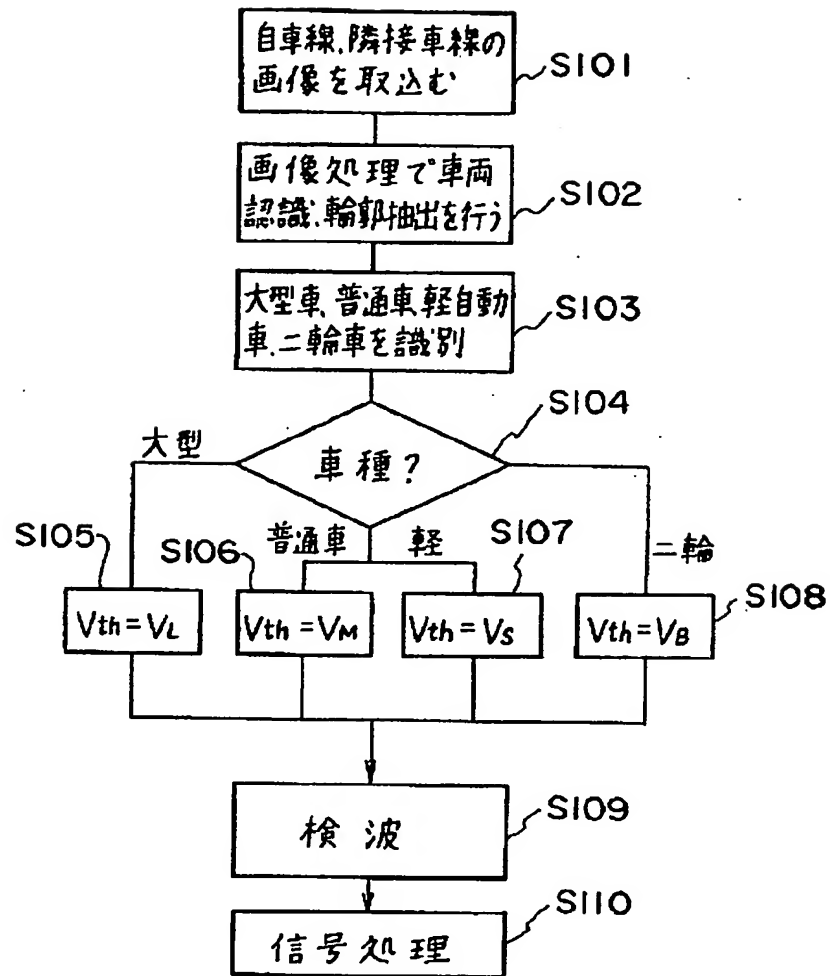 自車線、隣接車線の
画像を取込む
S101
画像処理で車両
認識、輪郭抽出を行う
S102
大型車、普通車、軽自動
車、二輪車を識別
S103
S104
大型
車種?
S105
S106
普通車
軽
S107
二輪
S108
Vth=VL
Vth=VM
Vth=VS
Vth=VB
検波
S109
信号処理
S110